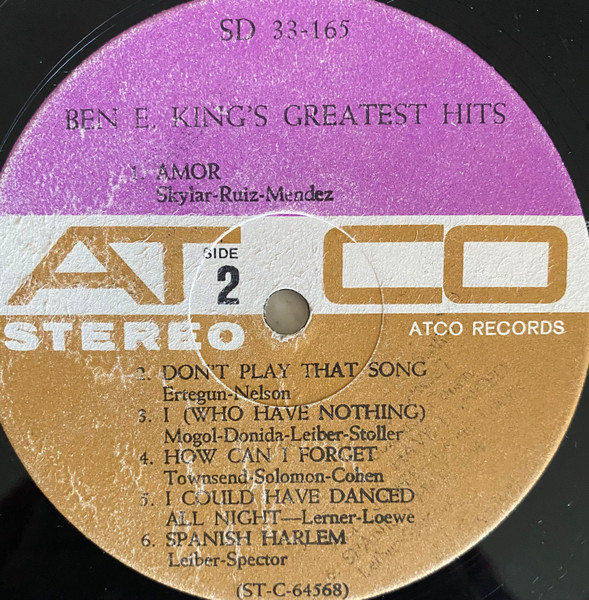 SD 33-165
BEN E. KING'S GREATEST HITS
1. AMOR
Skylar-Ruiz-Mendez
ATCO
SIDE
2
STEREO
ATCO RECORDS
2. DON'T PLAY THAT SONG
Ertegun-Nelson
3. I (WHO HAVE NOTHING)
Mogol-Donida-Leiber-Stoller
4. HOW CAN I FORGET
Townsend-Solomon-Cohen
5. I COULD HAVE DANCED
ALL NIGHT—Lerner-Loewe
6. SPANISH HARLEM
Leiber-Spector
(ST-C-64568)